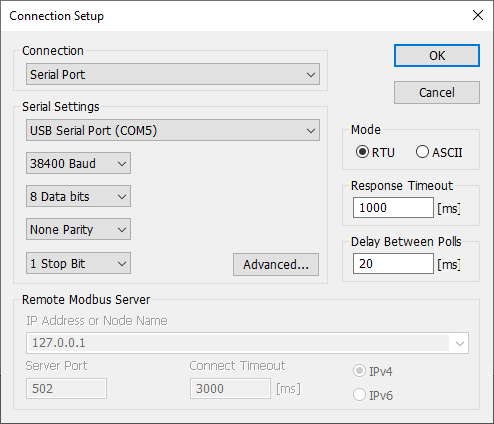 Connection Setup
Connection
Serial Port
OK
Cancel
Serial Settings
USB Serial Port (COM5)
38400 Baud
8 Data bits
None Parity
1 Stop Bit
Advanced...
Mode
RTU
ASCII
Response Timeout
1000 [ms]
Delay Between Polls
20 [ms]
Remote Modbus Server
IP Address or Node Name
127.0.0.1
Server Port
502
Connect Timeout
3000 [ms]
IPv4
IPv6